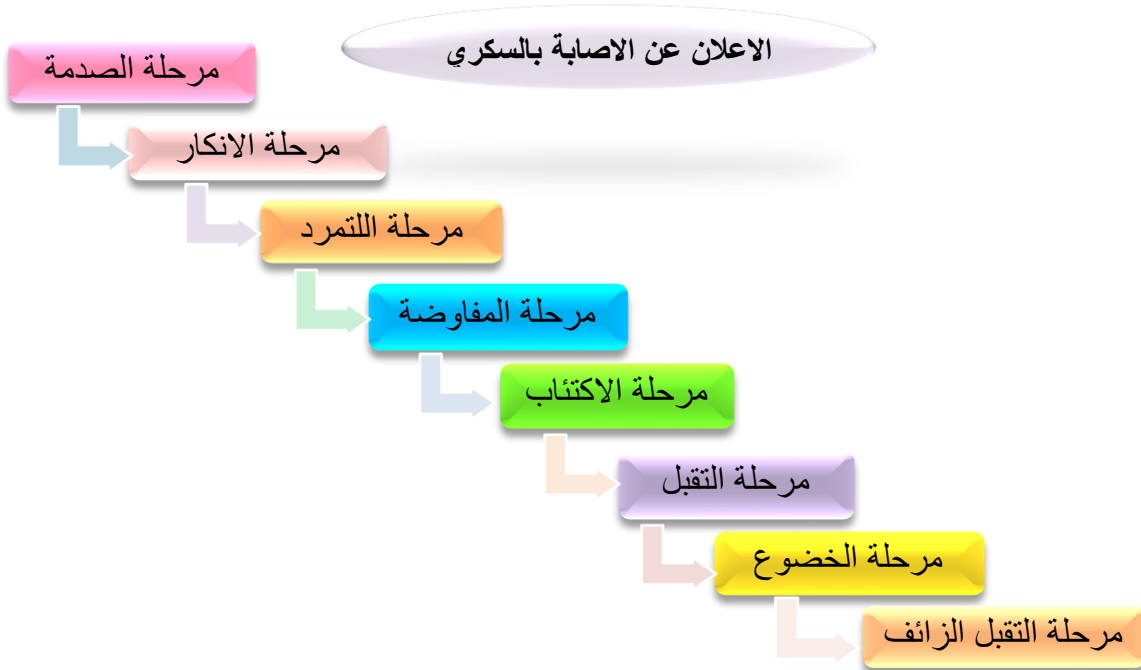 الاعلان عن الاصابة بالسكري
مرحلة الصدمة
مرحلة الانكار
مرحلة اللتمرد
مرحلة المفاوضة
مرحلة الاكتئاب
مرحلة التقبل
مرحلة الخضوع
مرحلة التقبل الزائف